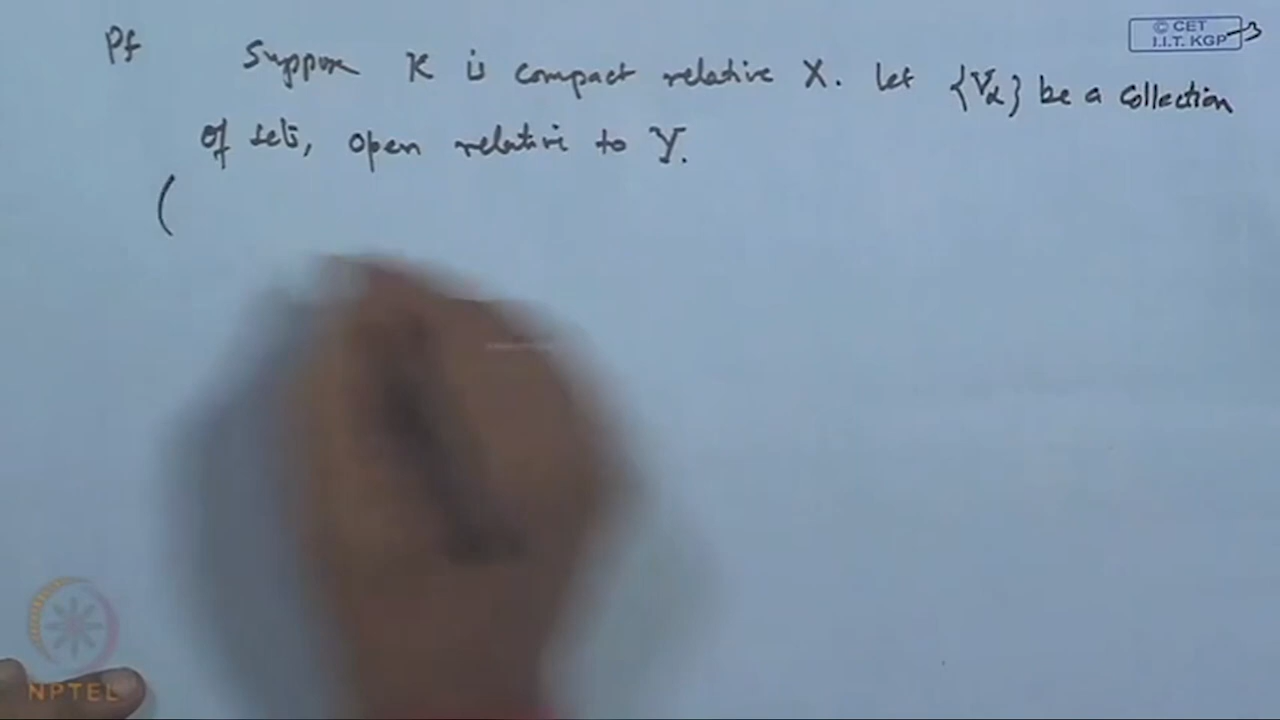 © CET
I.I.T. KGP
Pf Suppose K is compact relative X. Let {Vα} be a collection
of sets, open relative to Y.
(
NPTEL